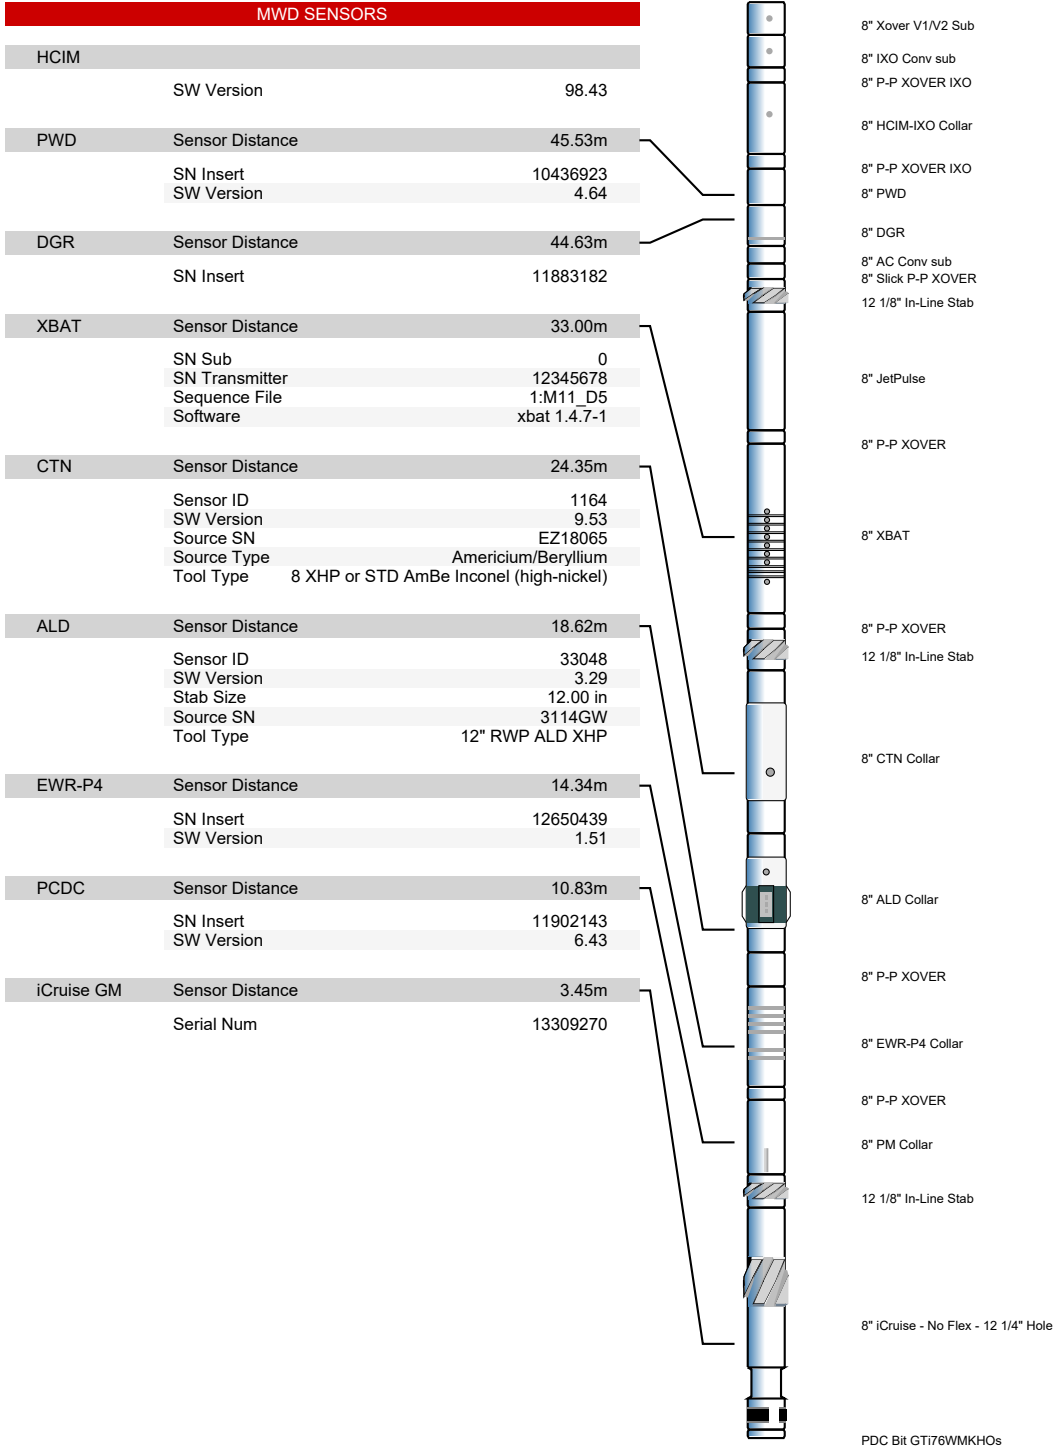 MWD SENSORS
HCIM
SW Version 98.43
PWD Sensor Distance 45.53m
SN Insert 10436923
SW Version 4.64
DGR Sensor Distance 44.63m
SN Insert 11883182
XBAT Sensor Distance 33.00m
SN Sub 0
SN Transmitter 12345678
Sequence File 1:M11_D5
Software xbat 1.4.7-1
CTN Sensor Distance 24.35m
Sensor ID 1164
SW Version 9.53
Source SN EZ18065
Source Type Americium/Beryllium
Tool Type 8 XHP or STD AmBe Inconel (high-nickel)
ALD Sensor Distance 18.62m
Sensor ID 33048
SW Version 3.29
Stab Size 12.00 in
Source SN 3114GW
Tool Type 12" RWP ALD XHP
EWR-P4 Sensor Distance 14.34m
SN Insert 12650439
SW Version 1.51
PCDC Sensor Distance 10.83m
SN Insert 11902143
SW Version 6.43
iCruise GM Sensor Distance 3.45m
Serial Num 13309270
8" Xover V1/V2 Sub
8" IXO Conv sub
8" P-P XOVER IXO
8" HCIM-IXO Collar
8" P-P XOVER IXO
8" PWD
8" DGR
8" AC Conv sub
8" Slick P-P XOVER
12 1/8" In-Line Stab
8" JetPulse
8" P-P XOVER
8" XBAT
8" P-P XOVER
12 1/8" In-Line Stab
8" CTN Collar
8" ALD Collar
8" P-P XOVER
8" EWR-P4 Collar
8" P-P XOVER
8" PM Collar
12 1/8" In-Line Stab
8" iCruise - No Flex - 12 1/4" Hole
PDC Bit GTi76WMKHOs